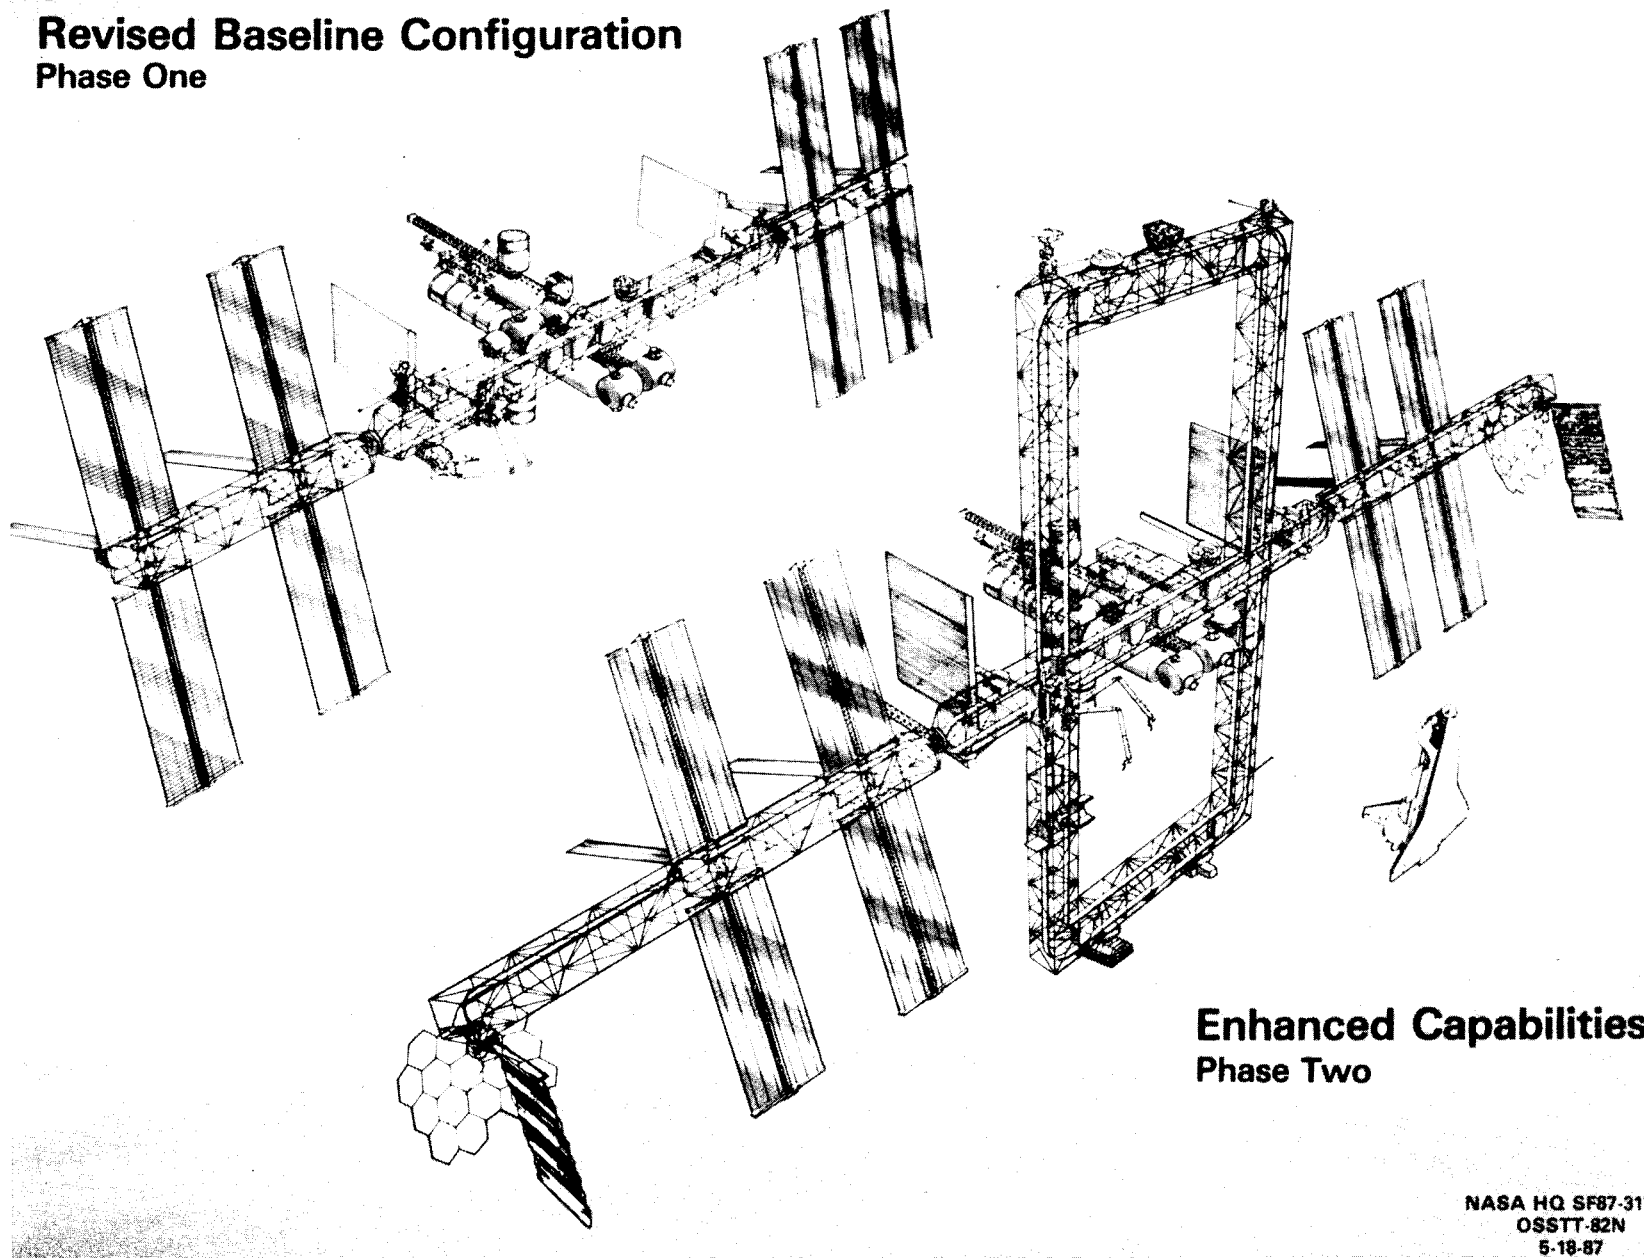 Revised Baseline Configuration
Phase One
Enhanced Capabilities
Phase Two
NASA HQ SF87-31
OSSTT-82N
5-18-87